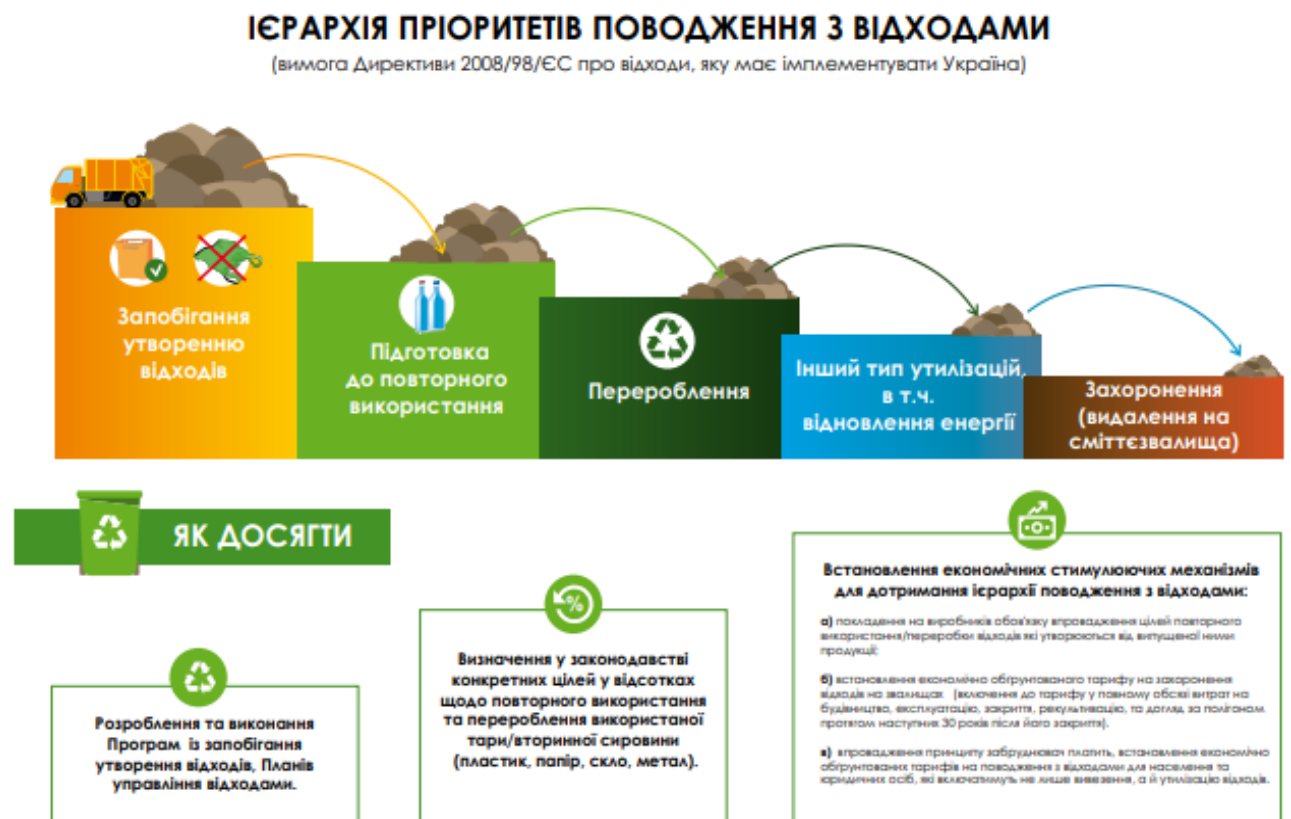 ІЄРАРХІЯ ПРІОРИТЕТІВ ПОВОДЖЕННЯ З ВІДХОДАМИ
(вимога Директиви 2008/98/ЄС про відходи, яку має імплементувати Україна)
Запобігання
утворенню
відходів
Підготовка
до повторного
використання
Перероблення
Інший тип утилізацій,
в т.ч.
відновлення енергії
Захоронення
(видалення на
сміттєзвалища)
ЯК ДОСЯГТИ
Розроблення та виконання
Програм із запобігання
утворення відходів, Планів
управління відходами.
%
Визначення у законодавстві
конкретних цілей у відсотках
щодо повторного використання
та перероблення використаної
тари/вторинної сировини
(пластик, папір, скло, метал).
Встановлення економічних стимулюючих механізмів
для дотримання ієрархії поводження з відходами:
а) покладення на виробників обов'язку впровадження цілей повторного
використання/переробки відходів які утворюються від випущеної ними
продукції;
б) встановлення економічно обґрунтованого тарифу на захоронення
відходів на звалищах (включення до тарифу у повному обсязі витрат на
будівництво, експлуатацію, закриття, рекультивацію, та догляд за полігоном
протягом наступних 30 років після його закриття).
в) впровадження принципу забруднювач платить, встановлення економічно
обґрунтованих тарифів на поводження з відходами для населення та
юридичних осіб, які включатимуть не лише вивезення, а й утилізацію відходів.